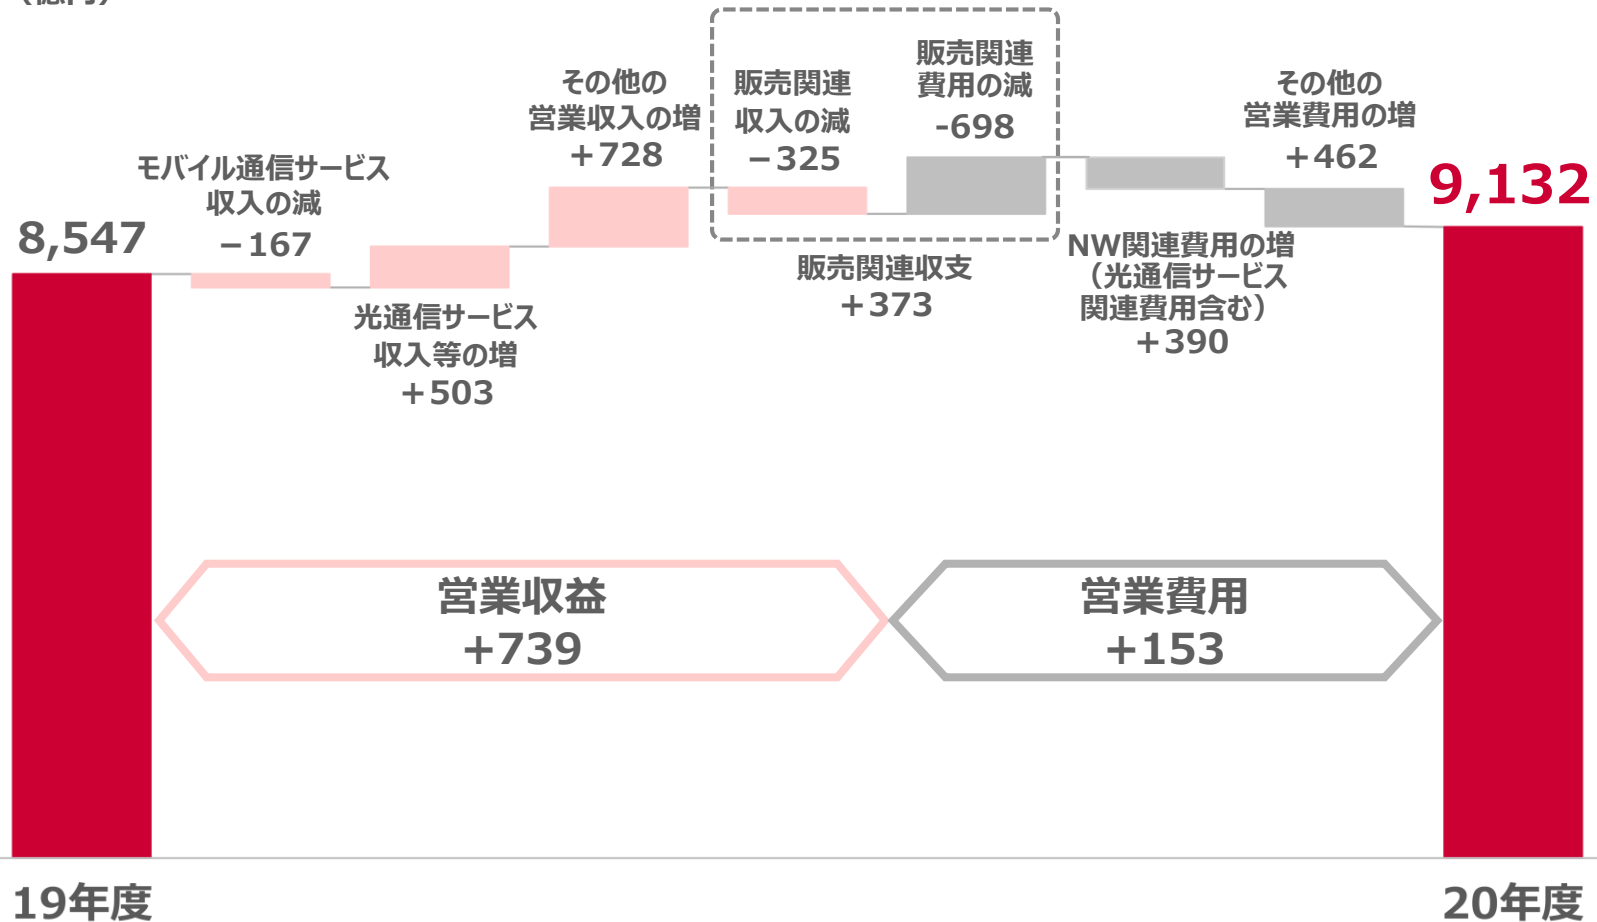 8,547
モバイル通信サービス
収入の減
－167
光通信サービス
収入等の増
＋503
その他の
営業収入の増
＋728
販売関連
収入の減
－325
販売関連
費用の減
-698
販売関連収支
＋373
NW関連費用の増
（光通信サービス
関連費用含む）
＋390
その他の
営業費用の増
＋462
9,132
営業収益
+739
営業費用
+153
19年度
20年度